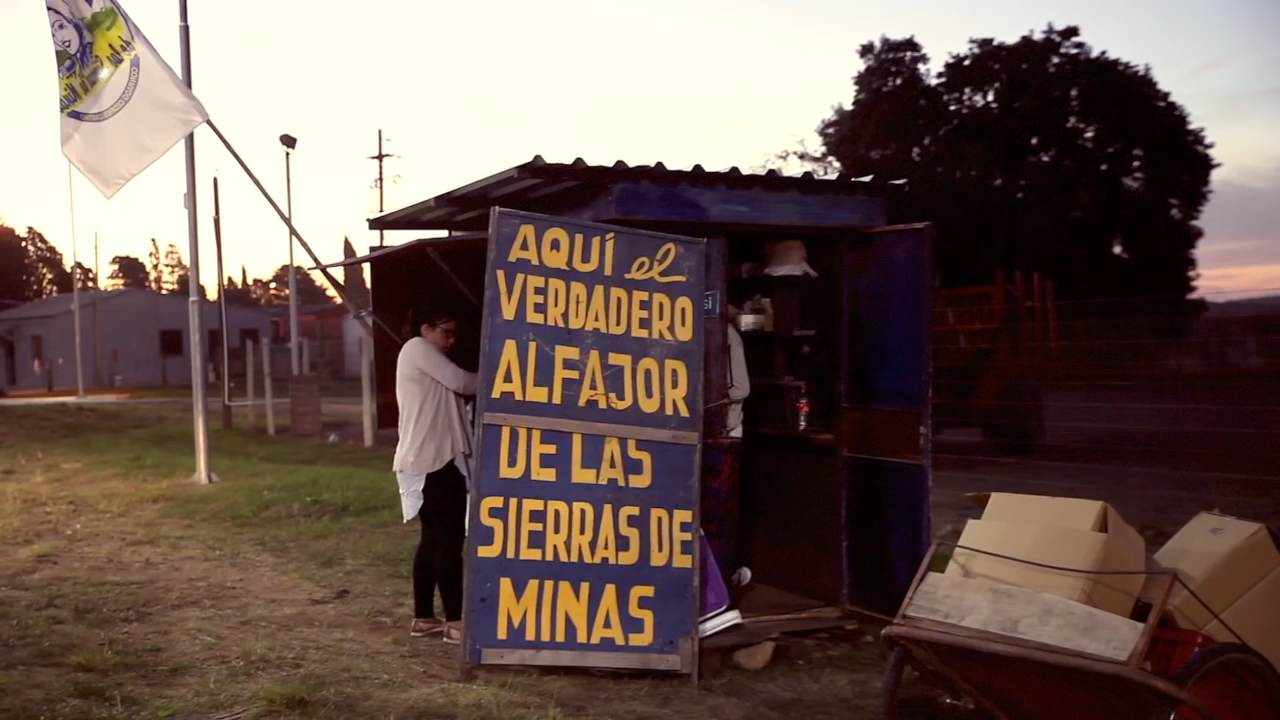 AQUÍ el
VERDADERO
ALFAJOR
DE LAS
SIERRAS DE
MINAS